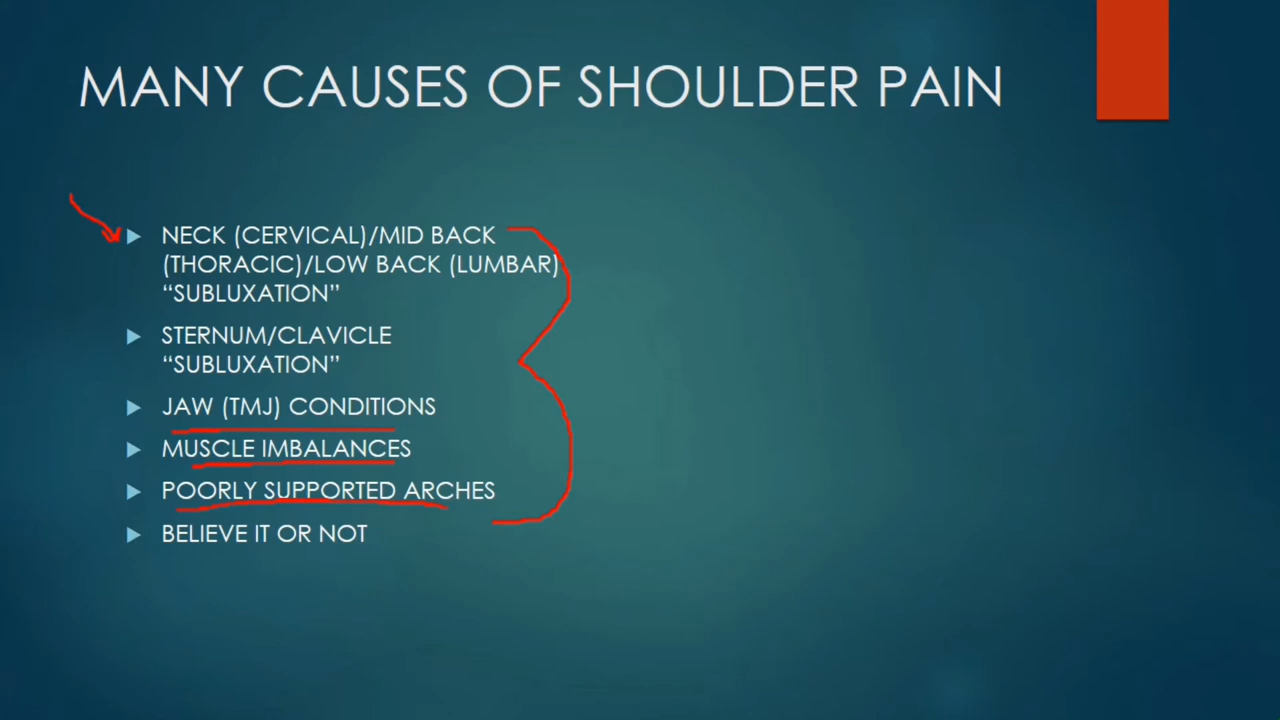 MANY CAUSES OF SHOULDER PAIN
NECK (CERVICAL)/MID BACK
(THORACIC)/LOW BACK (LUMBAR)
“SUBLUXATION”
STERNUM/CLAVICLE
“SUBLUXATION”
JAW (TMJ) CONDITIONS
MUSCLE IMBALANCES
POORLY SUPPORTED ARCHES
BELIEVE IT OR NOT